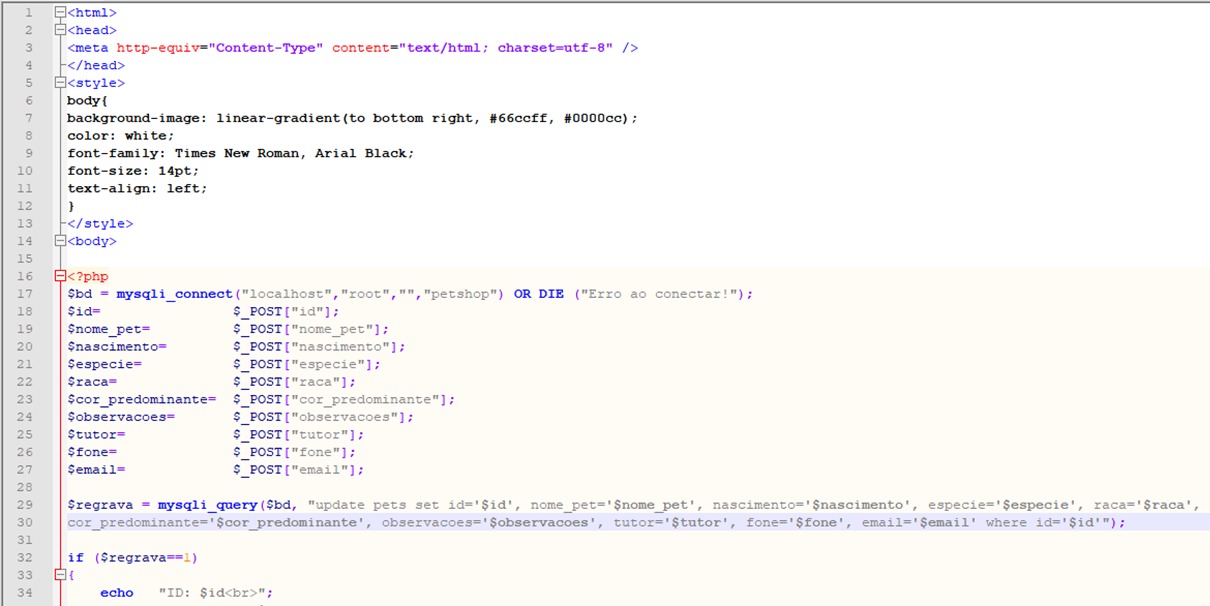 1 <html>
2 <head>
3 <meta http-equiv="Content-Type" content="text/html; charset=utf-8" />
4 </head>
5 <style>
6 body{
7 background-image: linear-gradient(to bottom right, #66ccff, #0000cc);
8 color: white;
9 font-family: Times New Roman, Arial Black;
10 font-size: 14pt;
11 text-align: left;
12 }
13 </style>
14 <body>
15
16 <?php
17 $bd = mysqli_connect("localhost","root","","petshop") OR DIE ("Erro ao conectar!");
18 $id= $_POST["id"];
19 $nome_pet= $_POST["nome_pet"];
20 $nascimento= $_POST["nascimento"];
21 $especie= $_POST["especie"];
22 $raca= $_POST["raca"];
23 $cor_predominante= $_POST["cor_predominante"];
24 $observacoes= $_POST["observacoes"];
25 $tutor= $_POST["tutor"];
26 $fone= $_POST["fone"];
27 $email= $_POST["email"];
28
29 $regrava = mysqli_query($bd, "update pets set id='$id', nome_pet='$nome_pet', nascimento='$nascimento', especie='$especie', raca='$raca',
30 cor_predominante='$cor_predominante', observacoes='$observacoes', tutor='$tutor', fone='$fone', email='$email' where id='$id'");
31
32 if ($regrava==1)
33 {
34 echo "ID: $id<br>";